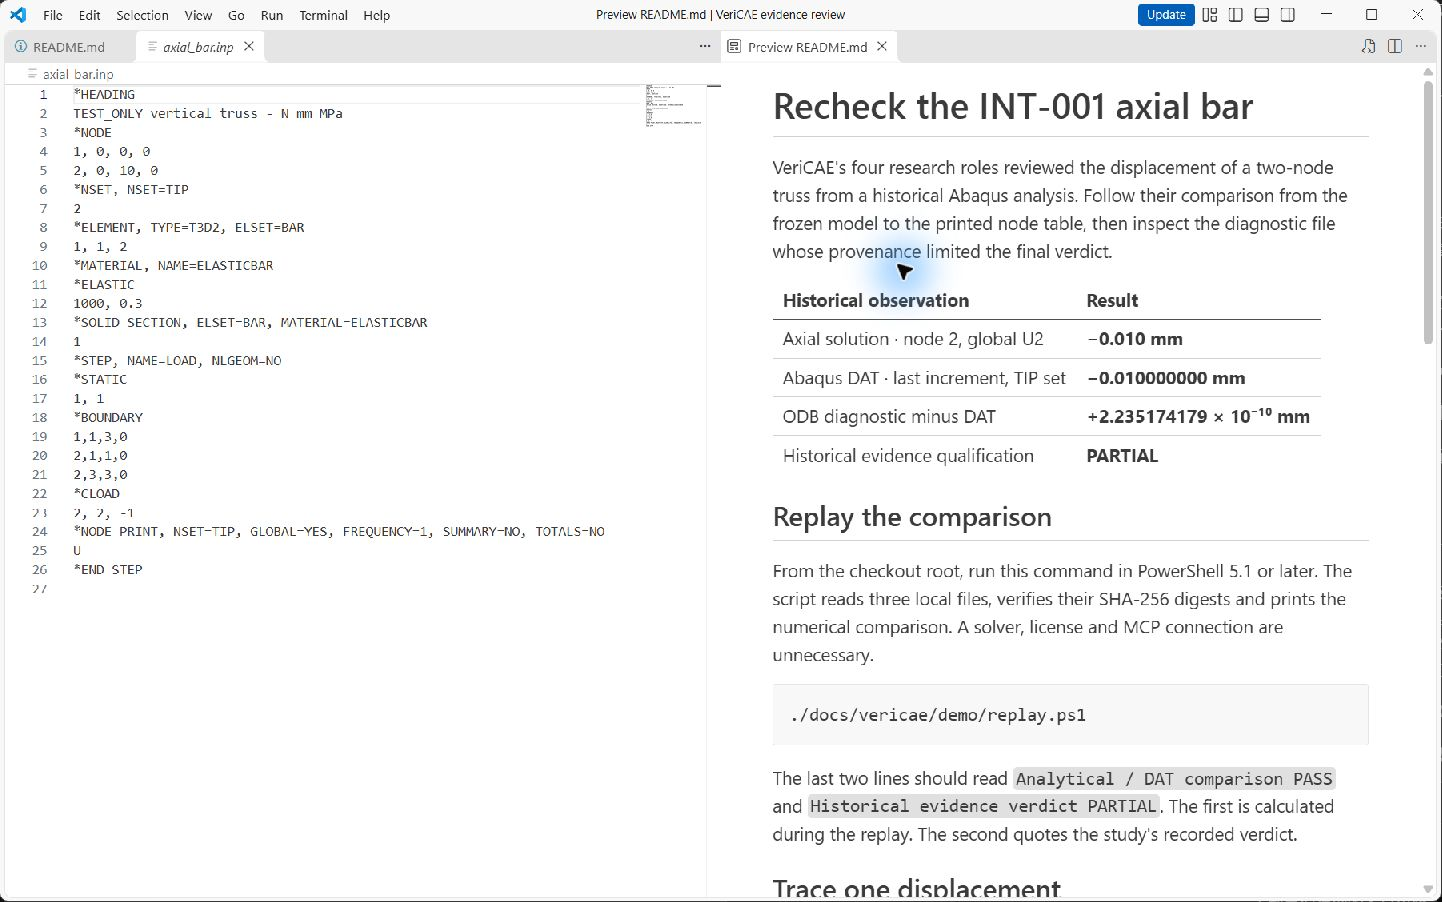 File Edit Selection View Go Run Terminal Help
Preview README.md | VeriCAE evidence review
Update
README.md
axial_bar.inp
Preview README.md
axial_bar.inp
1 *HEADING
2 TEST_ONLY vertical truss - N mm MPa
3 *NODE
4 1, 0, 0, 0
5 2, 0, 10, 0
6 *NSET, NSET=TIP
7 2
8 *ELEMENT, TYPE=T3D2, ELSET=BAR
9 1, 1, 2
10 *MATERIAL, NAME=ELASTICBAR
11 *ELASTIC
12 1000, 0.3
13 *SOLID SECTION, ELSET=BAR, MATERIAL=ELASTICBAR
14 1
15 *STEP, NAME=LOAD, NLGEOM=NO
16 *STATIC
17 1, 1
18 *BOUNDARY
19 1,1,3,0
20 2,1,1,0
21 2,3,3,0
22 *CLOAD
23 2, 2, -1
24 *NODE PRINT, NSET=TIP, GLOBAL=YES, FREQUENCY=1, SUMMARY=NO, TOTALS=NO
25 U
26 *END STEP
27
Recheck the INT-001 axial bar
VeriCAE's four research roles reviewed the displacement of a two-node
truss from a historical Abaqus analysis. Follow their comparison from the
frozen model to the printed node table, then inspect the diagnostic file
whose provenance limited the final verdict.
Historical observation Result
Axial solution · node 2, global U2 −0.010 mm
Abaqus DAT · last increment, TIP set −0.010000000 mm
ODB diagnostic minus DAT +2.235174179 × 10⁻¹⁰ mm
Historical evidence qualification PARTIAL
Replay the comparison
From the checkout root, run this command in PowerShell 5.1 or later. The
script reads three local files, verifies their SHA-256 digests and prints the
numerical comparison. A solver, license and MCP connection are
unnecessary.
./docs/vericae/demo/replay.ps1
The last two lines should read Analytical / DAT comparison PASS
and Historical evidence verdict PARTIAL. The first is calculated
during the replay. The second quotes the study's recorded verdict.
Trace one displacement